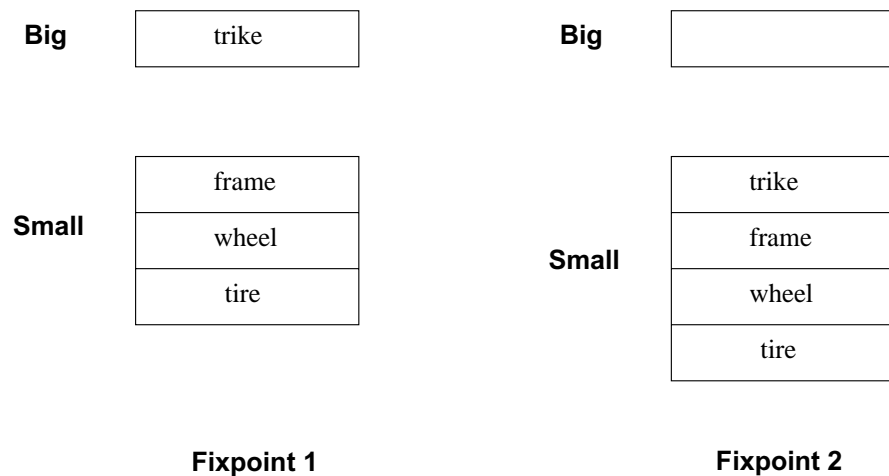 Big
trike
Small
frame
wheel
tire
Fixpoint 1
Big
Small
trike
frame
wheel
tire
Fixpoint 2